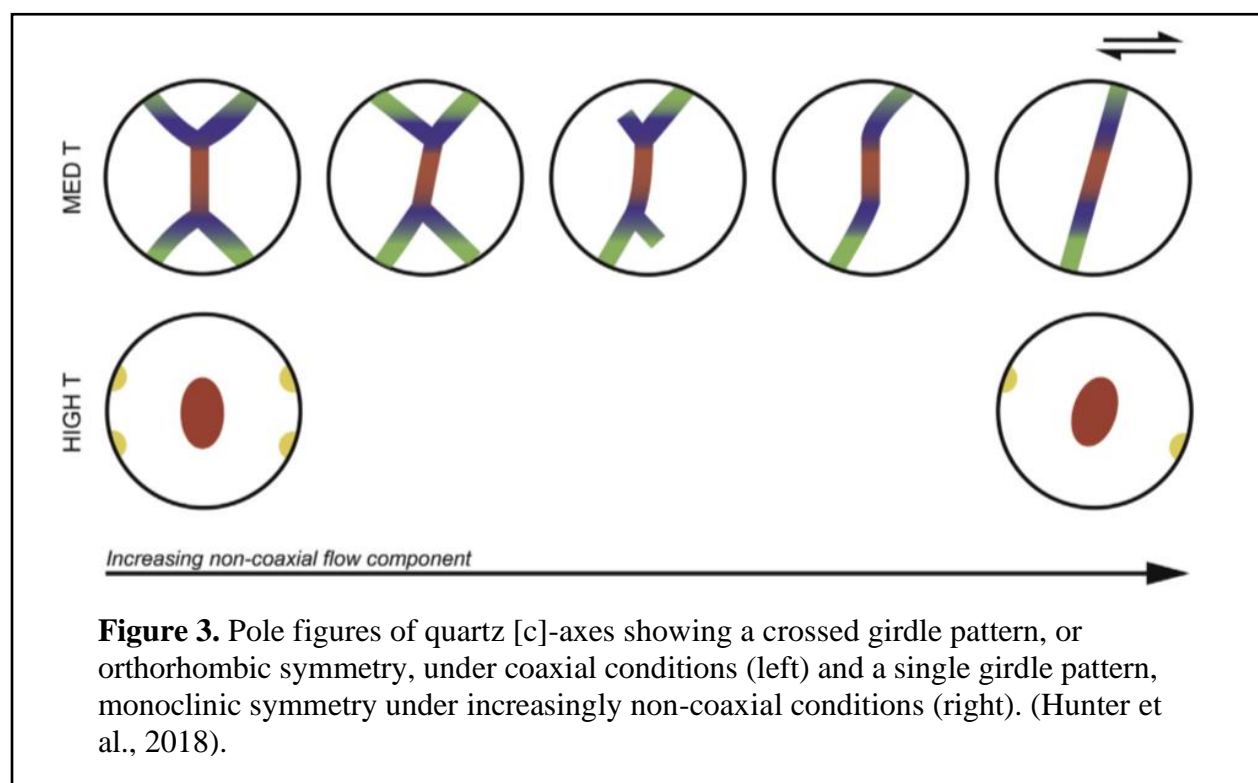 MED T
HIGH T
Increasing non-coaxial flow component
Figure 3. Pole figures of quartz [c]-axes showing a crossed girdle pattern, or
orthorhombic symmetry, under coaxial conditions (left) and a single girdle pattern,
monoclinic symmetry under increasingly non-coaxial conditions (right). (Hunter et
al., 2018).